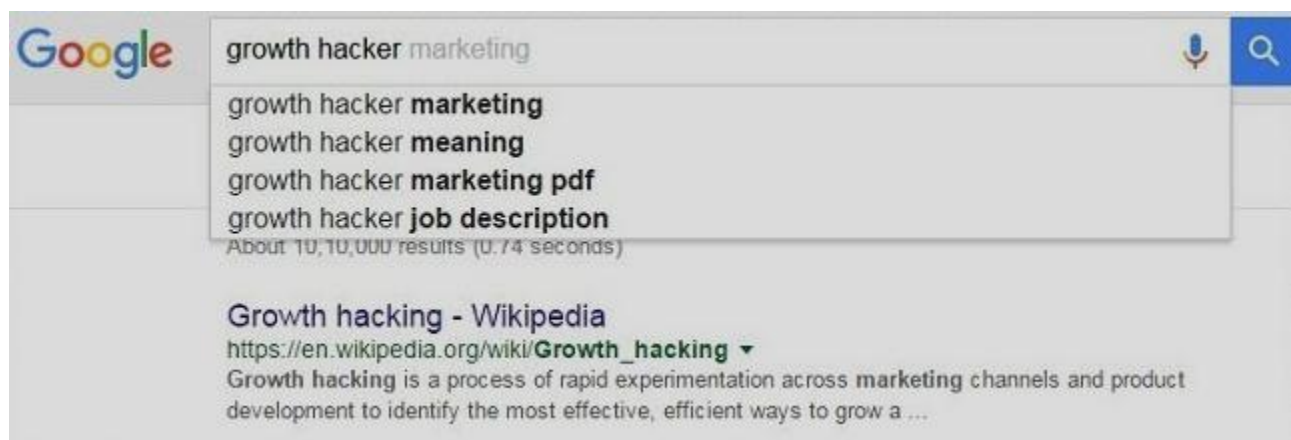 Google growth hacker marketing
growth hacker marketing
growth hacker meaning
growth hacker marketing pdf
growth hacker job description
About 10,10,000 results (0.74 seconds)
Growth hacking - Wikipedia
https://en.wikipedia.org/wiki/Growth_hacking
Growth hacking is a process of rapid experimentation across marketing channels and product
development to identify the most effective, efficient ways to grow a ...